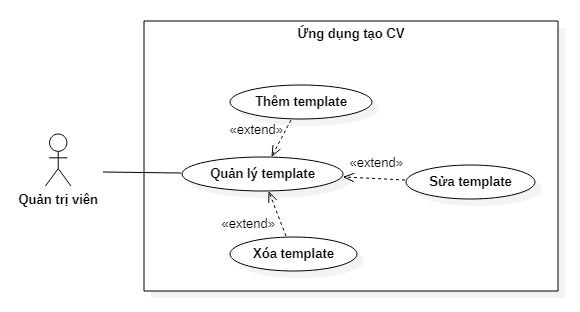 Ứng dụng tạo CV
Thêm template
«extend»
Quản lý template
«extend»
Sửa template
Quản trị viên
«extend»
Xóa template